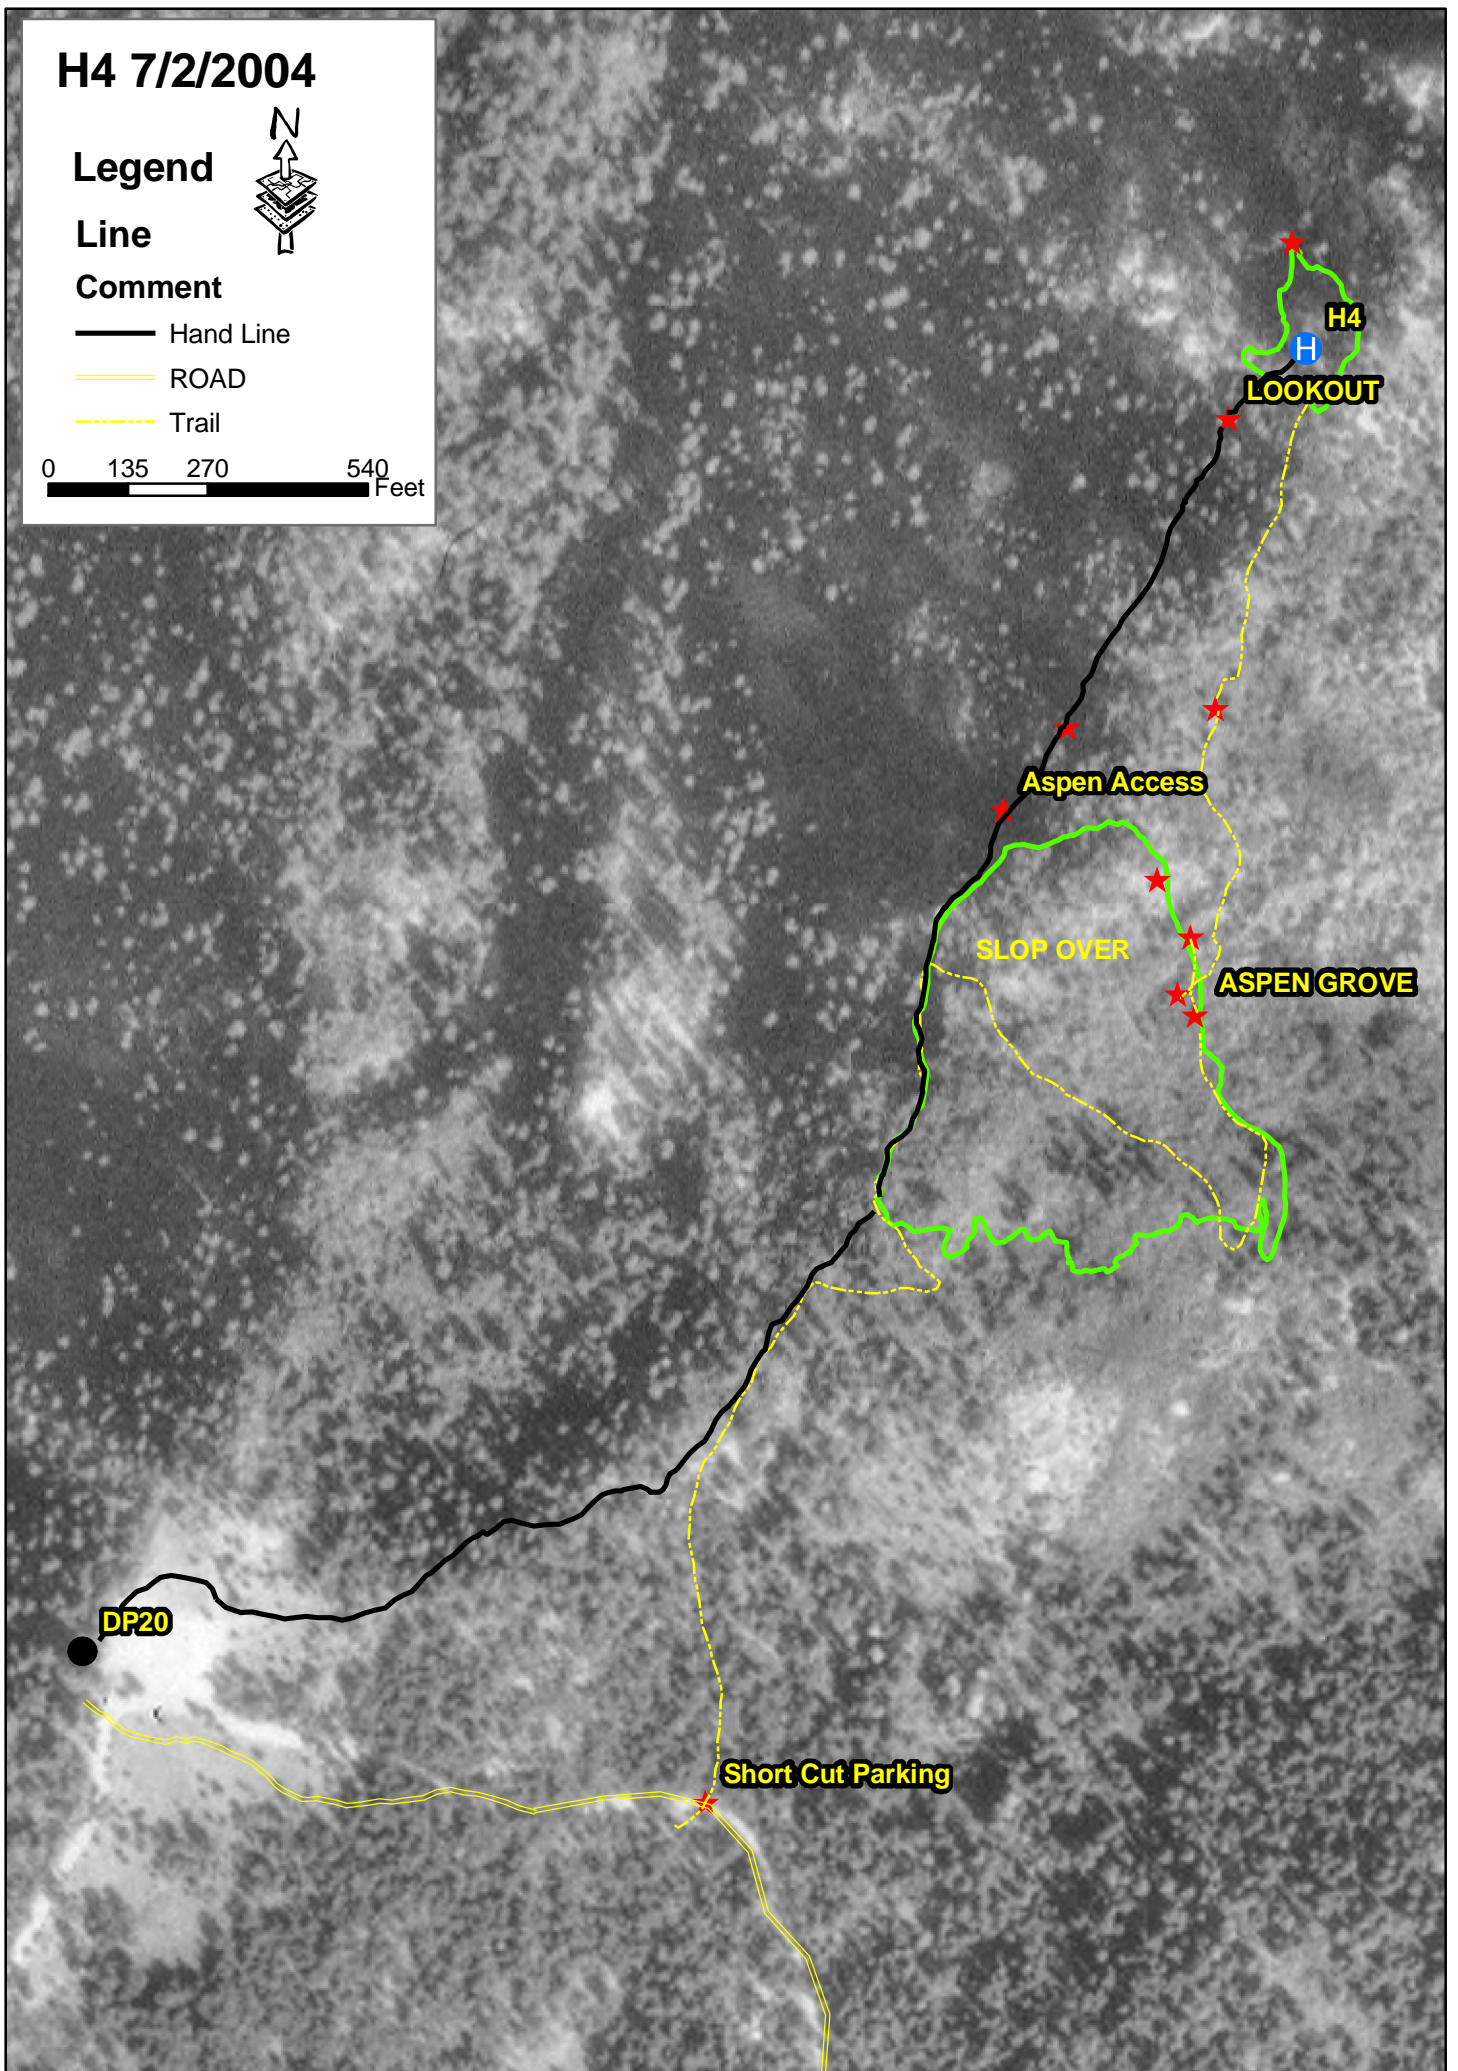 H4 7/2/2004
N
Legend
Line
Comment
Hand Line
ROAD
Trail
0 135 270 540
Feet
H4
H
LOOKOUT
Aspen Access
SLOP OVER
ASPEN GROVE
DP20
Short Cut Parking